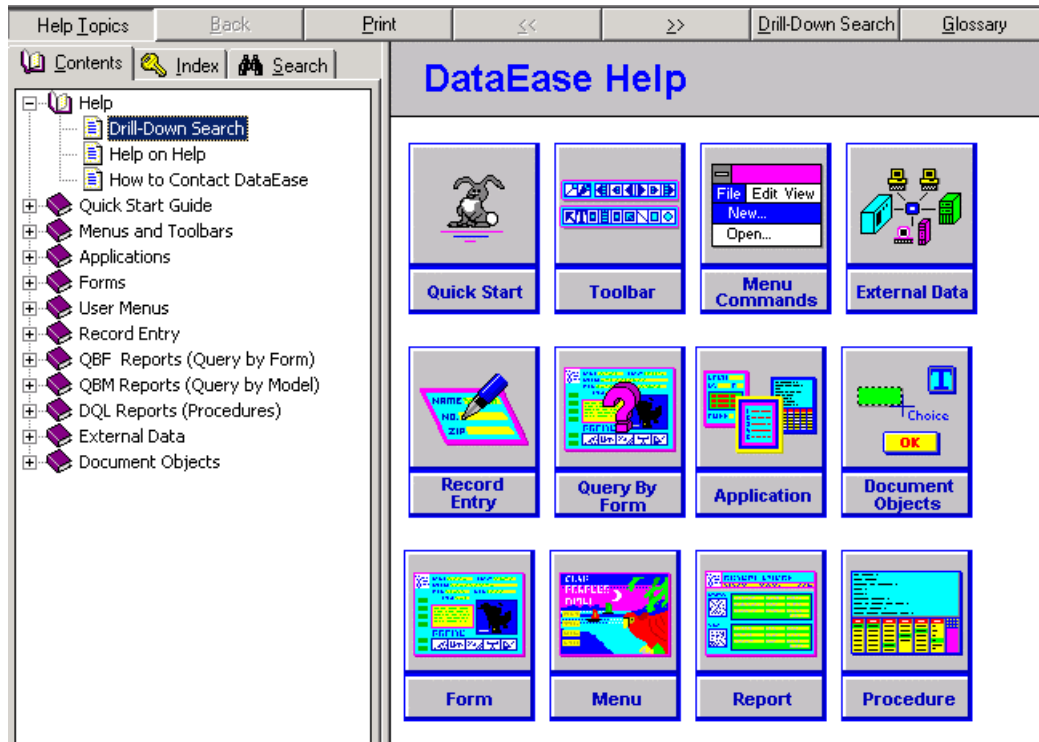 Help Topics Back Print << >> Drill-Down Search Glossary
Contents Index Search
DataEase Help
Help
Drill-Down Search
Help on Help
How to Contact DataEase
Quick Start Guide
Menus and Toolbars
Applications
Forms
User Menus
Record Entry
QBF Reports (Query by Form)
QBM Reports (Query by Model)
DQL Reports (Procedures)
External Data
Document Objects
File Edit View
New...
Open...
Quick Start
Toolbar
Menu
Commands
External Data
NAME
NO.
ZIP
T
Choice
OK
Record
Entry
Query By
Form
Application
Document
Objects
Form
Menu
Report
Procedure